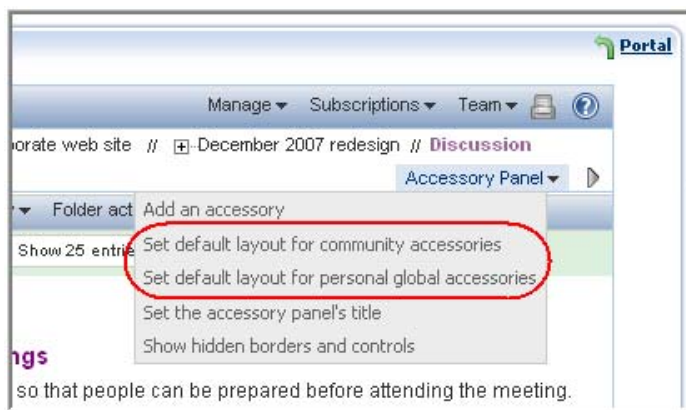 Portal
Manage Subscriptions Team
orate web site // December 2007 redesign // Discussion
Accessory Panel
Folder act
Add an accessory
Show 25 entrie
Set default layout for community accessories
Set default layout for personal global accessories
Set the accessory panel's title
Show hidden borders and controls
ngs
so that people can be prepared before attending the meeting.